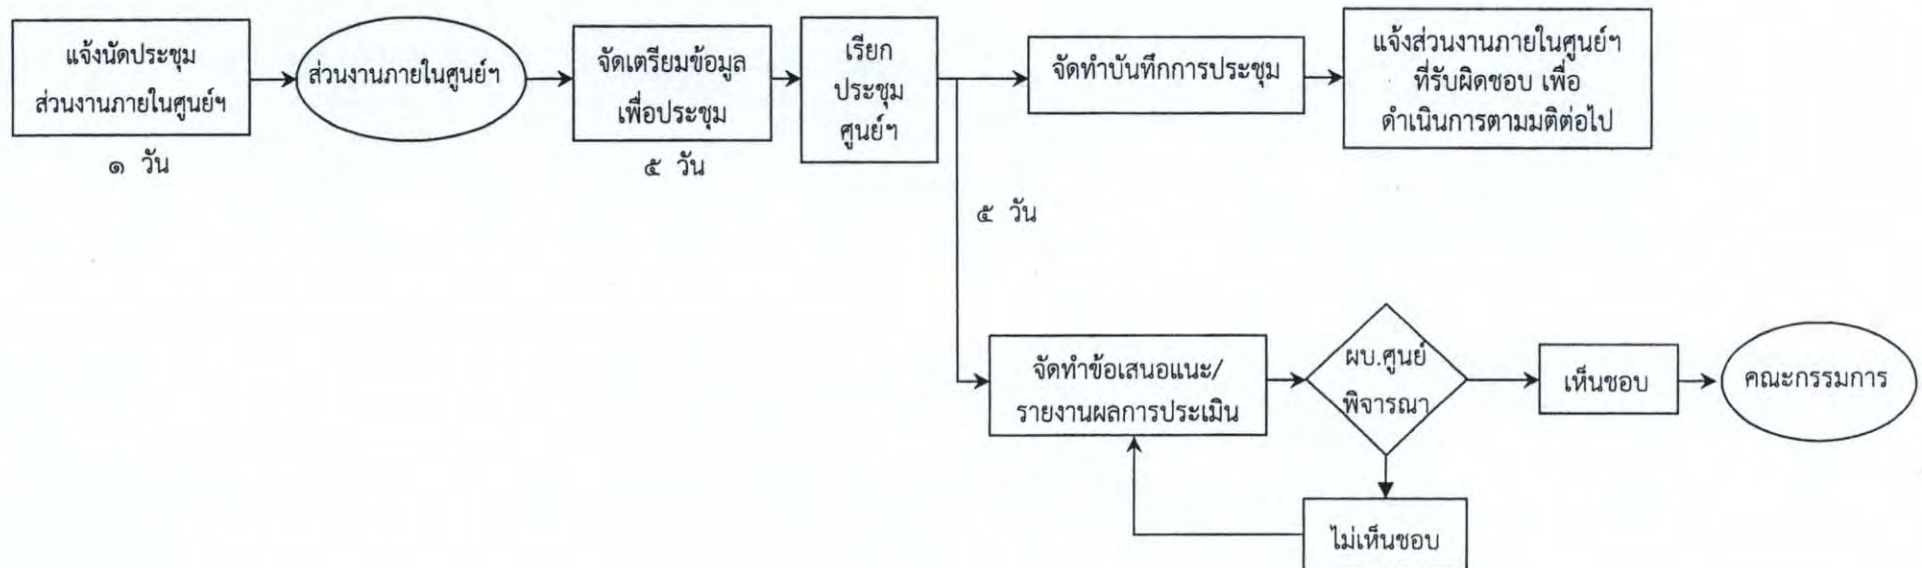 แจ้งนัดประชุม
ส่วนงานภายในศูนย์ฯ
๑ วัน
ส่วนงานภายในศูนย์ฯ
จัดเตรียมข้อมูล
เพื่อประชุม
๕ วัน
เรียก
ประชุม
ศูนย์ฯ
จัดทำบันทึกการประชุม
แจ้งส่วนงานภายในศูนย์ฯ
ที่รับผิดชอบ เพื่อ
ดำเนินการตามมติต่อไป
๕ วัน
จัดทำข้อเสนอแนะ/
รายงานผลการประเมิน
ผบ.ศูนย์
พิจารณา
เห็นชอบ
คณะกรรมการ
ไม่เห็นชอบ